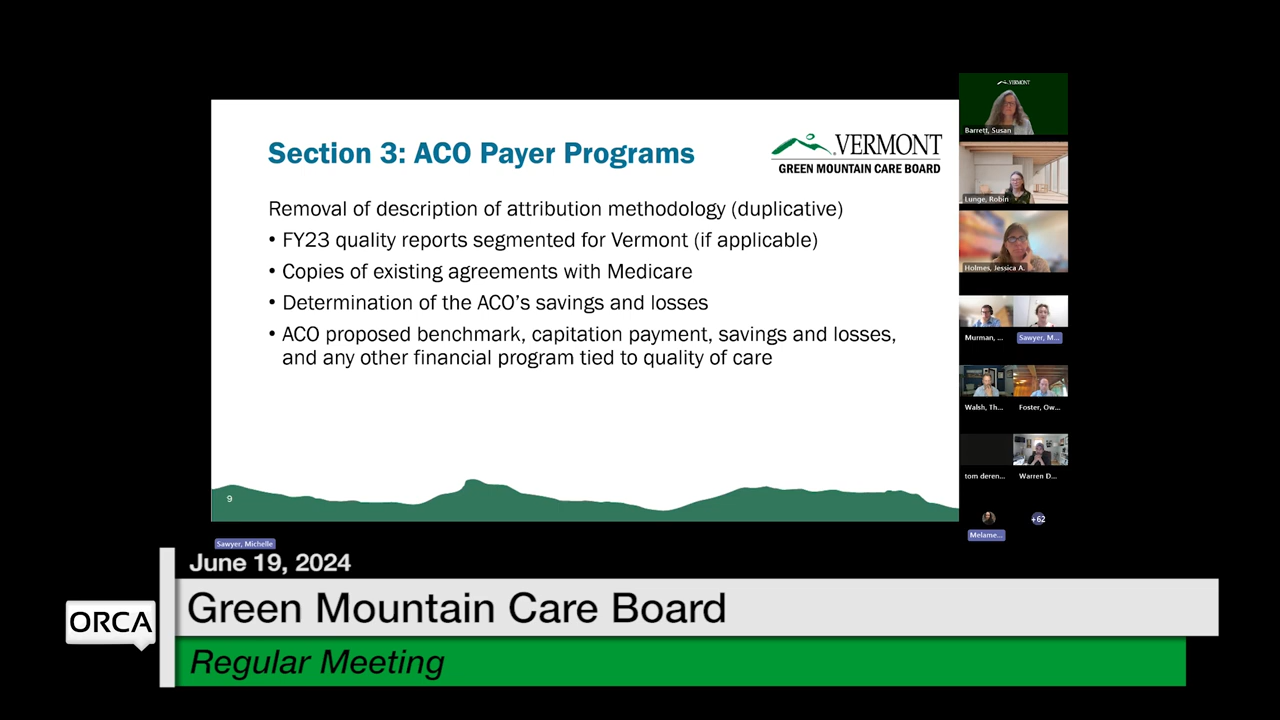 Section 3: ACO Payer Programs
VERMONT
GREEN MOUNTAIN CARE BOARD
Removal of description of attribution methodology (duplicative)
• FY23 quality reports segmented for Vermont (if applicable)
• Copies of existing agreements with Medicare
• Determination of the ACO's savings and losses
• ACO proposed benchmark, capitation payment, savings and losses,
and any other financial program tied to quality of care
9
VERMONT
Barrett, Susan
Lunge, Robin
Holmes, Jessica A.
Murman, ...
Sawyer, M...
Walsh, Th...
Foster, Ow...
tom deren...
Warren D...
Melame...
+62
Sawyer, Michelle
June 19, 2024
ORCA
Green Mountain Care Board
Regular Meeting